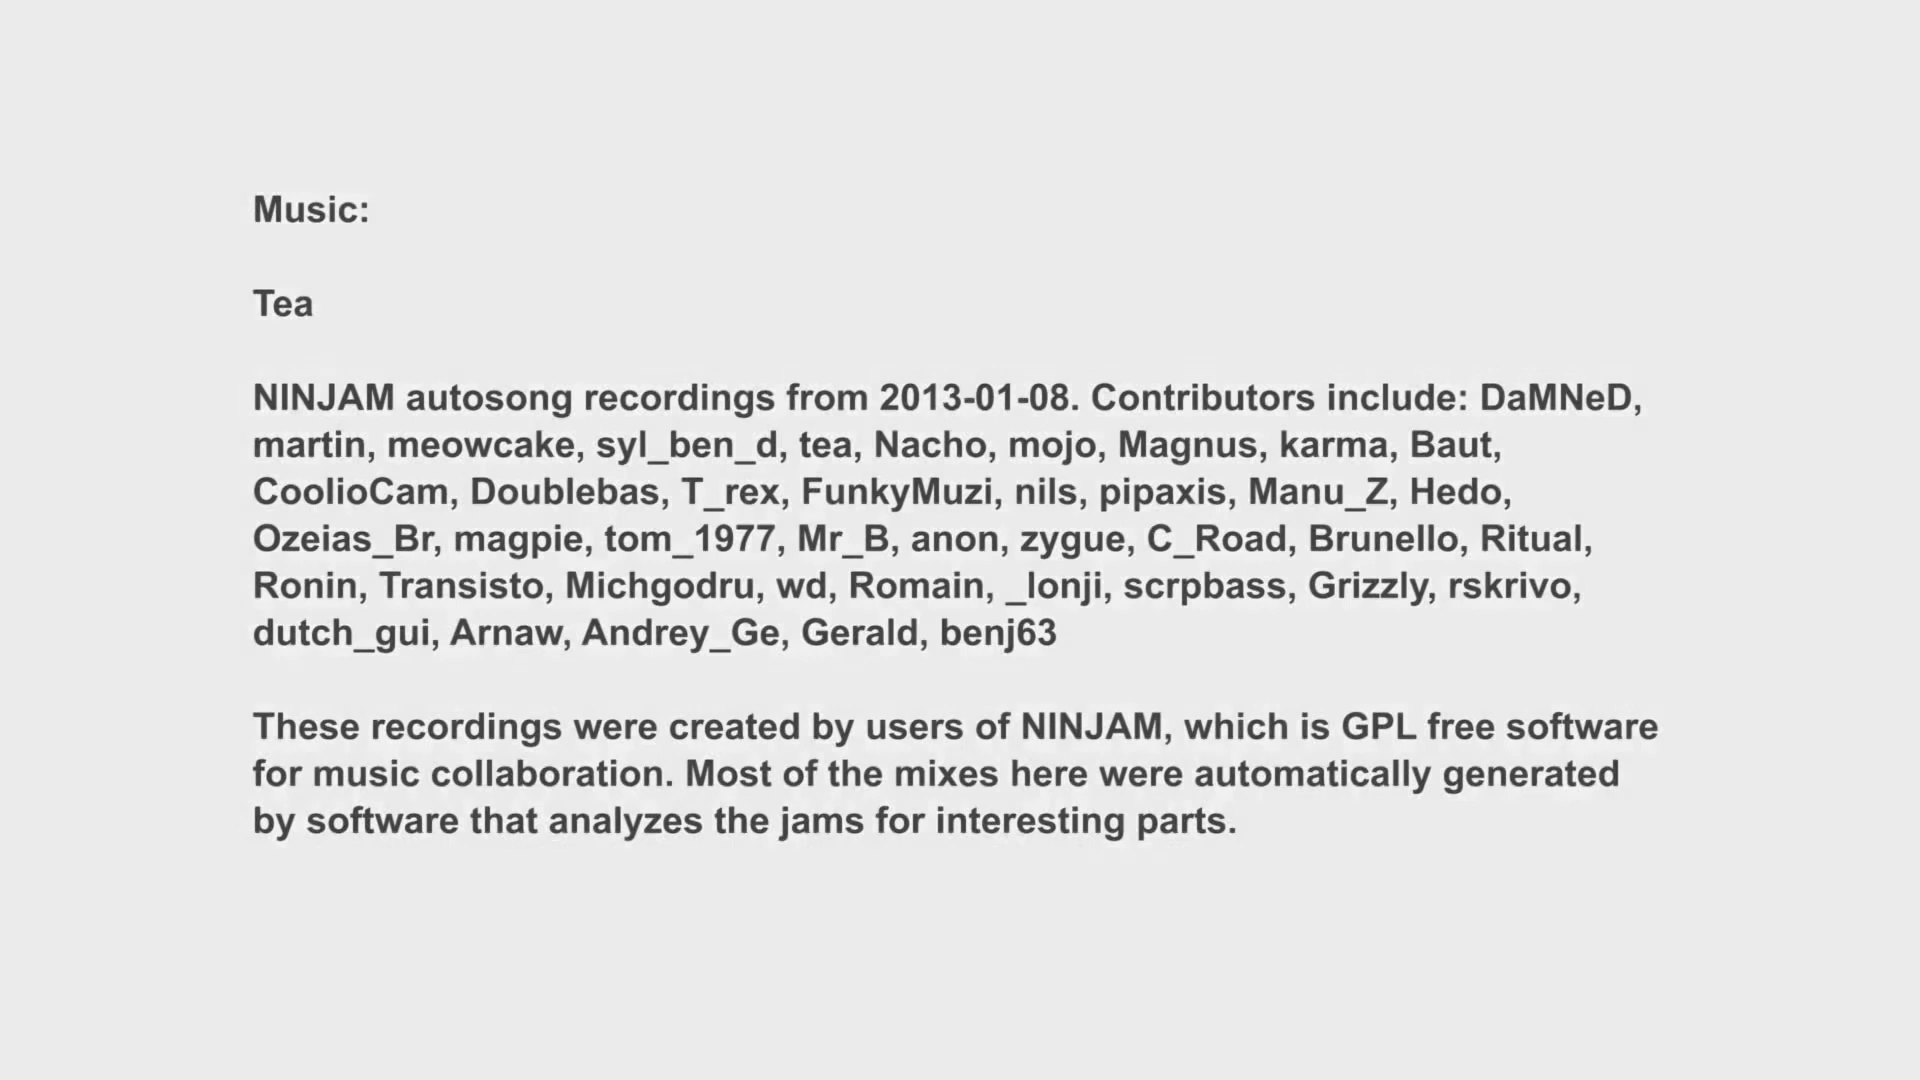 Music:
Tea
NINJAM autosong recordings from 2013-01-08. Contributors include: DaMNeD,
martin, meowcake, syl_ben_d, tea, Nacho, mojo, Magnus, karma, Baut,
CoolioCam, Doublebas, T_rex, FunkyMuzi, nils, pipaxis, Manu_Z, Hedo,
Ozeias_Br, magpie, tom_1977, Mr_B, anon, zygue, C_Road, Brunello, Ritual,
Ronin, Transisto, Michgodru, wd, Romain, _lonji, scrpbass, Grizzly, rskrivo,
dutch_gui, Arnaw, Andrey_Ge, Gerald, benj63
These recordings were created by users of NINJAM, which is GPL free software
for music collaboration. Most of the mixes here were automatically generated
by software that analyzes the jams for interesting parts.